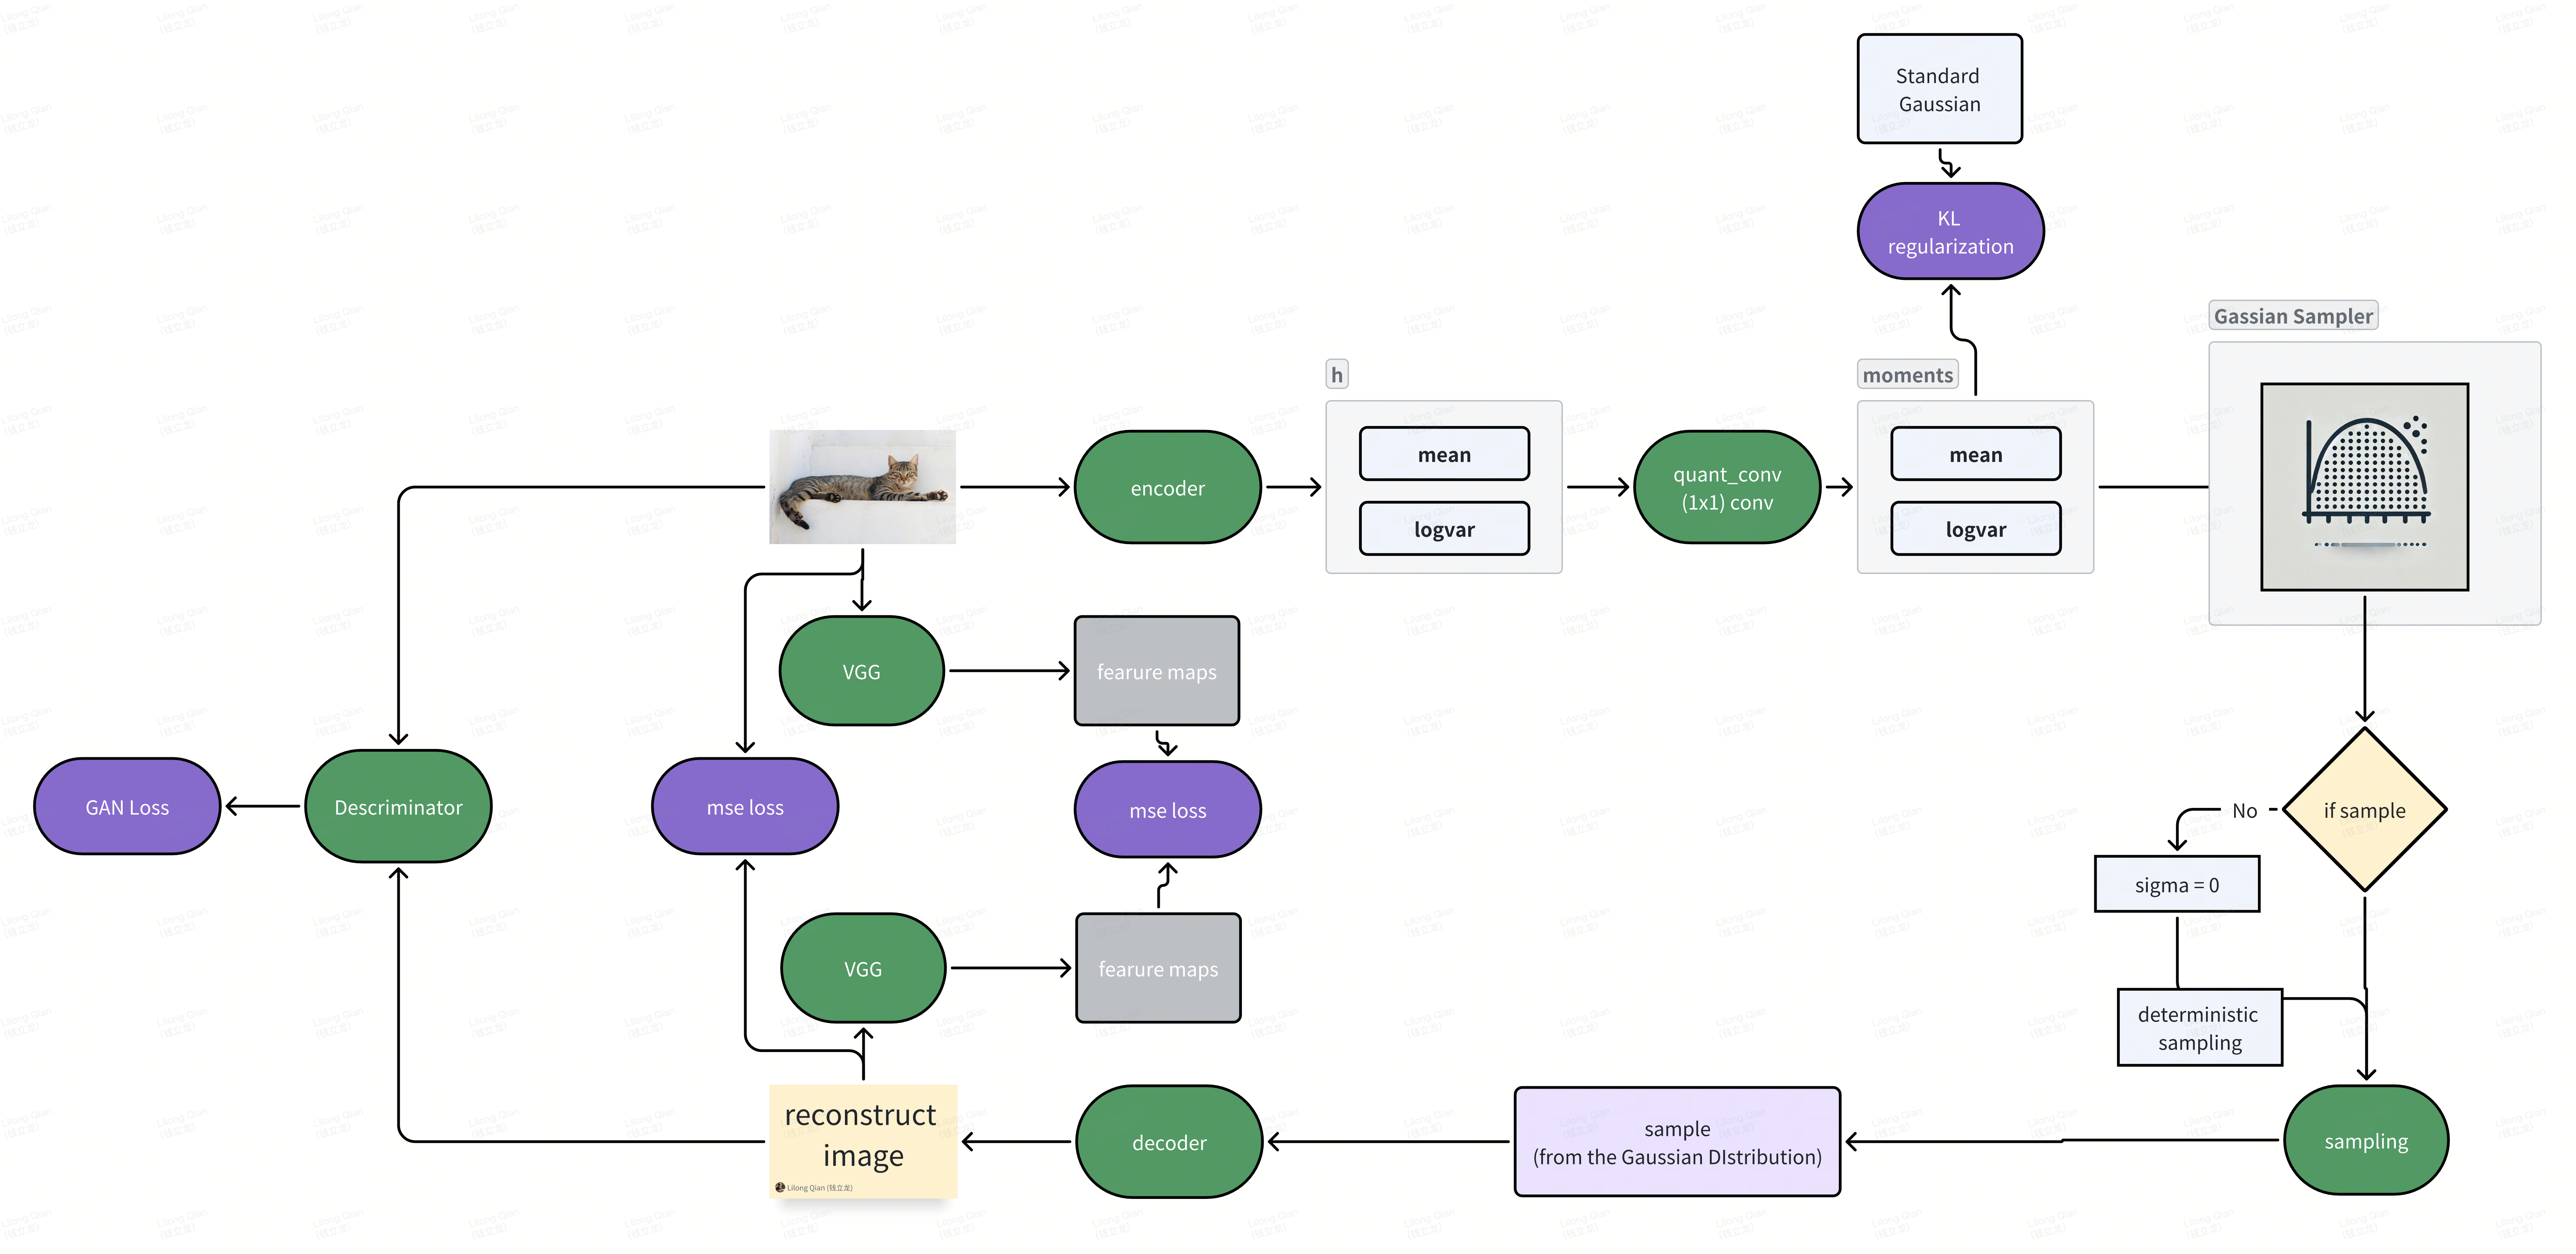 Standard
Gaussian
KL
regularization
Gassian Sampler
h
moments
mean
logvar
encoder
quant_conv
(1x1) conv
mean
logvar
VGG
fearure maps
GAN Loss
Descriminator
mse loss
mse loss
if sample
No
sigma = 0
VGG
fearure maps
deterministic
sampling
reconstruct
image
Lilong Qian (钱立龙)
decoder
sample
(from the Gaussian DIstribution)
sampling